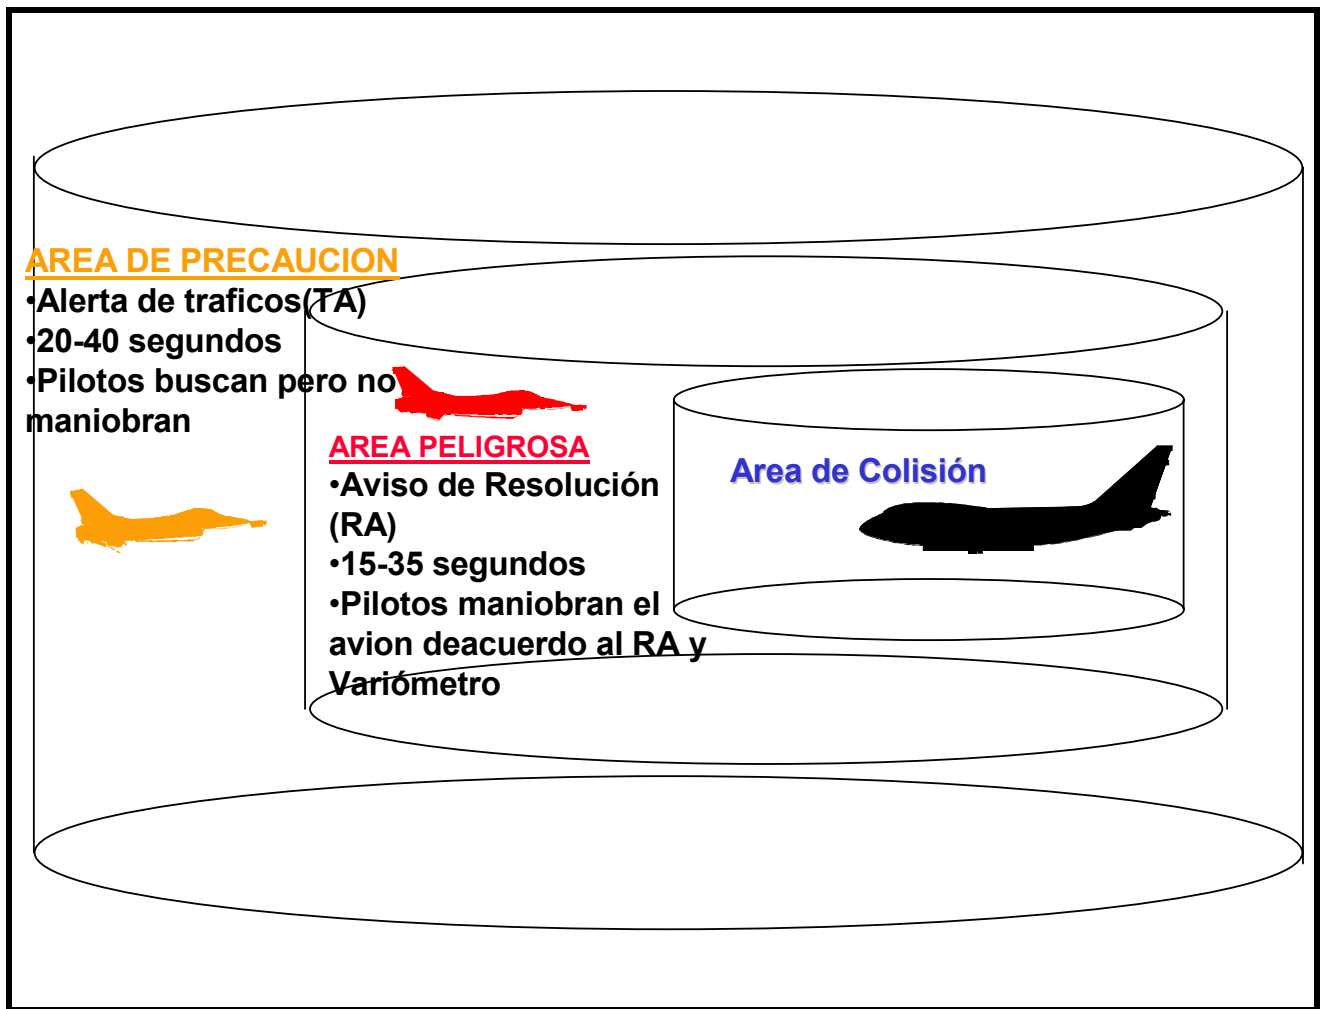 AREA DE PRECAUCION
•Alerta de traficos(TA)
•20-40 segundos
•Pilotos buscan pero no
maniobran
AREA PELIGROSA
•Aviso de Resolución
(RA)
•15-35 segundos
•Pilotos maniobran el
avion deacuerdo al RA y
Variómetro
Area de Colisión